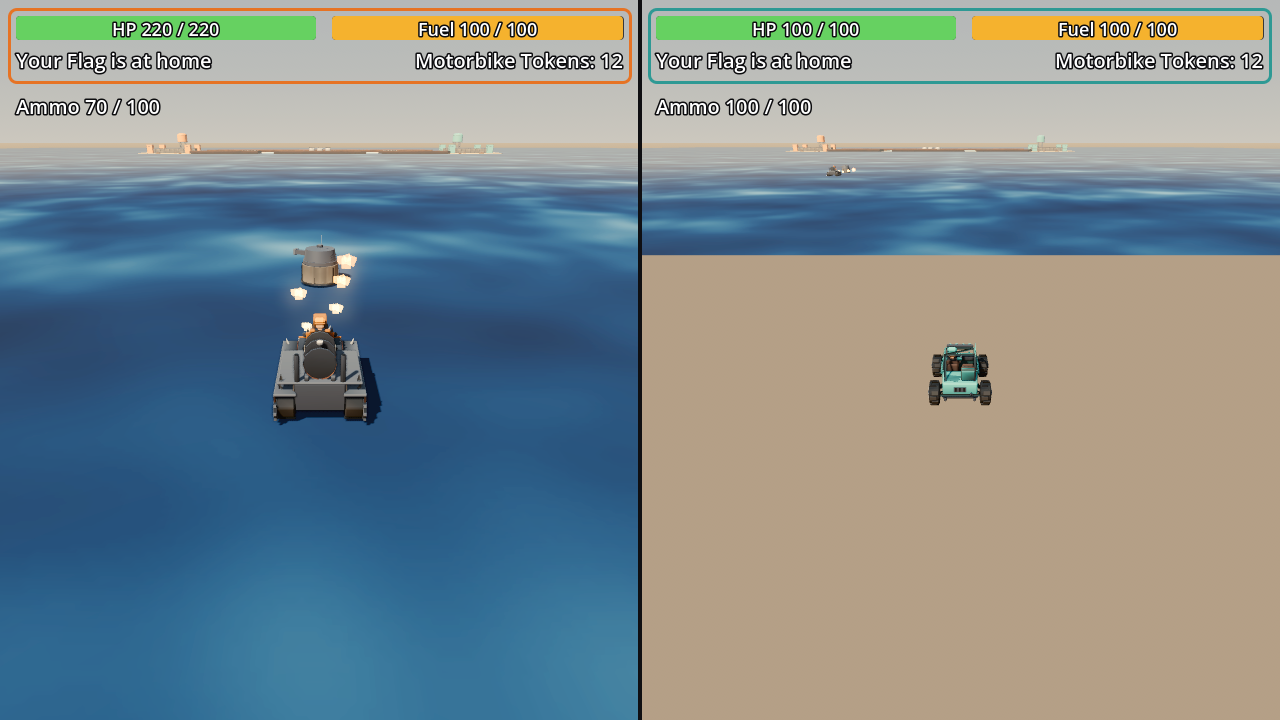 HP 220 / 220
Fuel 100 / 100
Your Flag is at home
Motorbike Tokens: 12
Ammo 70 / 100
HP 100 / 100
Fuel 100 / 100
Your Flag is at home
Motorbike Tokens: 12
Ammo 100 / 100